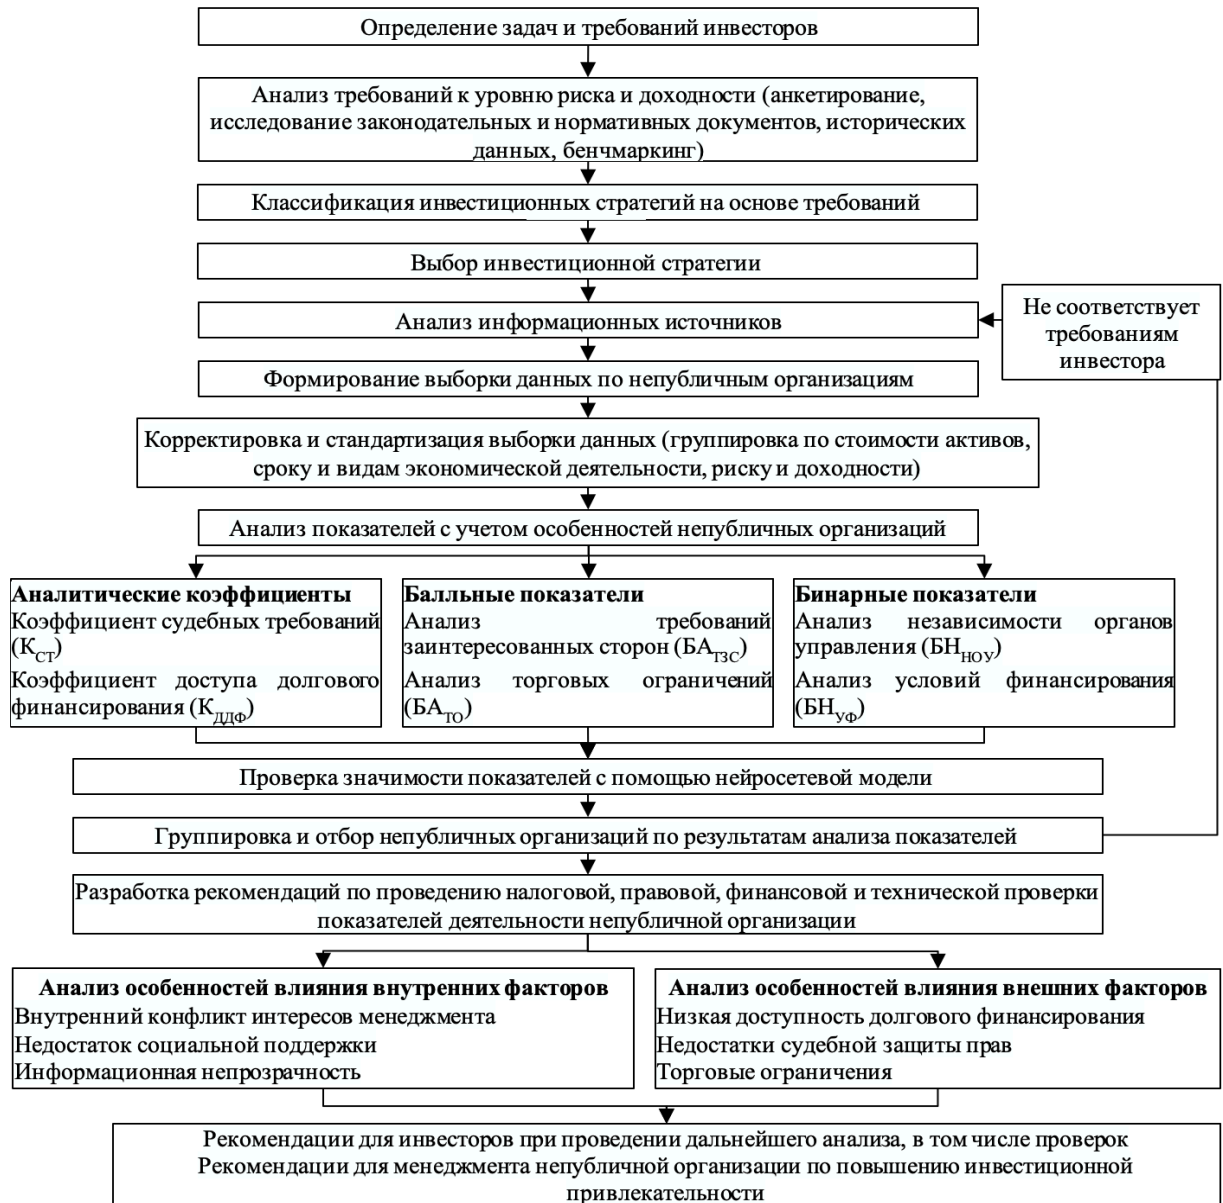 Определение задач и требований инвесторов
Анализ требований к уровню риска и доходности (анкетирование,
исследование законодательных и нормативных документов, исторических
данных, бенчмаркинг)
Классификация инвестиционных стратегий на основе требований
Выбор инвестиционной стратегии
Анализ информационных источников
Не соответствует
требованиям
инвестора
Формирование выборки данных по непубличным организациям
Корректировка и стандартизация выборки данных (группировка по стоимости активов,
сроку и видам экономической деятельности, риску и доходности)
Анализ показателей с учетом особенностей непубличных организаций
Аналитические коэффициенты
Коэффициент судебных требований
(К_СТ)
Коэффициент доступа долгового
финансирования (К_ДДФ)
Балльные показатели
Анализ требований
заинтересованных сторон (БА_ТЗС)
Анализ торговых ограничений
(БА_ТО)
Бинарные показатели
Анализ независимости органов
управления (БН_НОУ)
Анализ условий финансирования
(БН_УФ)
Проверка значимости показателей с помощью нейросетевой модели
Группировка и отбор непубличных организаций по результатам анализа показателей
Разработка рекомендаций по проведению налоговой, правовой, финансовой и технической проверки
показателей деятельности непубличной организации
Анализ особенностей влияния внутренних факторов
Внутренний конфликт интересов менеджмента
Недостаток социальной поддержки
Информационная непрозрачность
Анализ особенностей влияния внешних факторов
Низкая доступность долгового финансирования
Недостатки судебной защиты прав
Торговые ограничения
Рекомендации для инвесторов при проведении дальнейшего анализа, в том числе проверок
Рекомендации для менеджмента непубличной организации по повышению инвестиционной
привлекательности